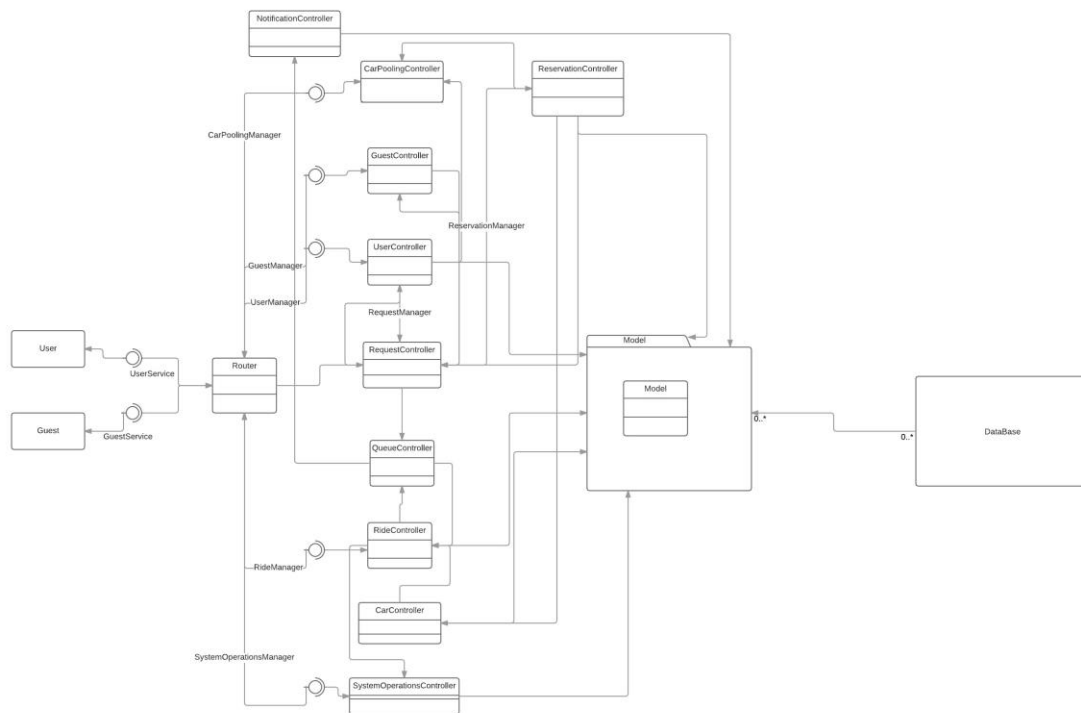 NotificationController
CarPoolingController
ReservationController
CarPoolingManager
GuestController
ReservationManager
UserController
GuestManager
UserManager
RequestManager
Model
User
RequestController
Router
UserService
Model
0..*
Guest
GuestService
0..*
DataBase
QueueController
RideController
RideManager
CarController
SystemOperationsManager
SystemOperationsController